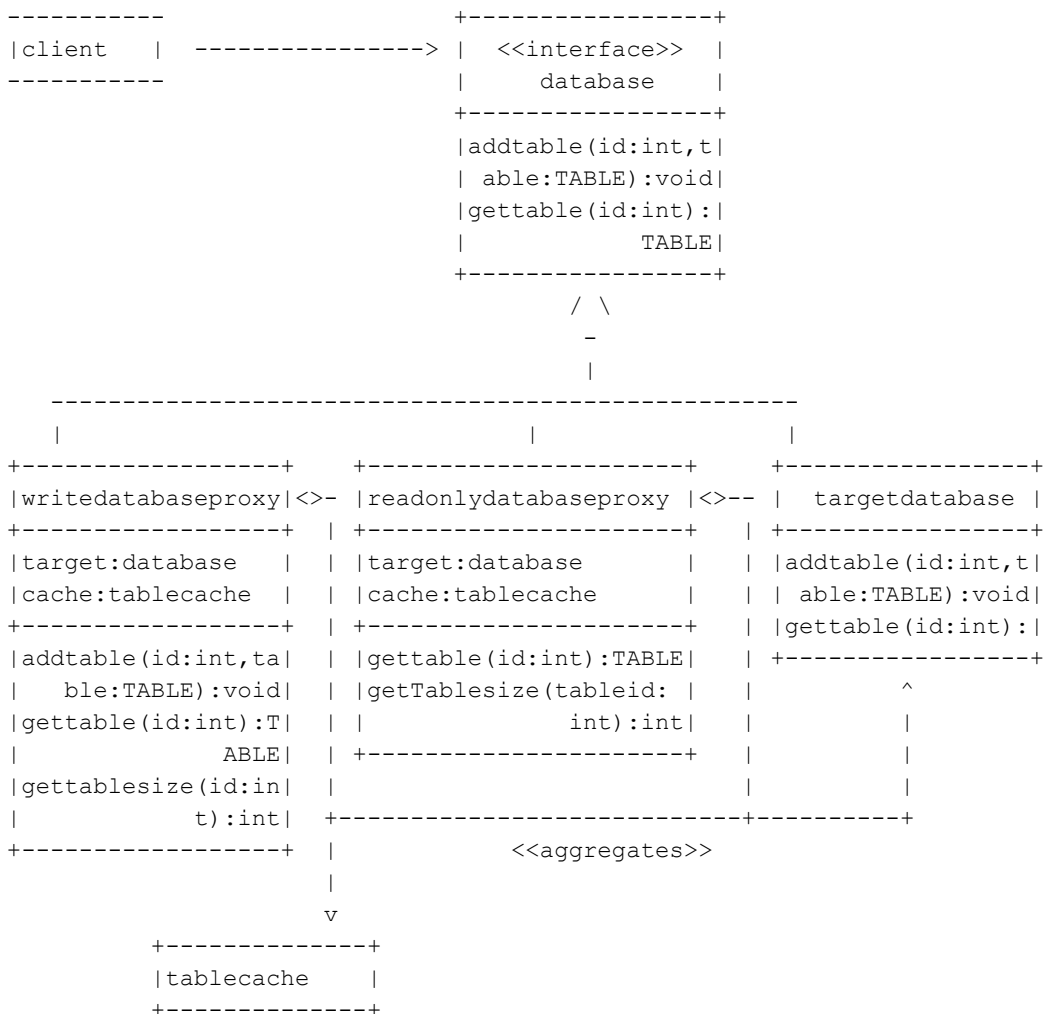 client
<<interface>>
database
addtable(id:int,t
able:TABLE):void
gettable(id:int):
TABLE
writedatabaseproxy
target:database
cache:tablecache
addtable(id:int,ta
ble:TABLE):void
gettable(id:int):T
ABLE
gettablesize(id:in
t):int
readonlydatabaseproxy
target:database
cache:tablecache
gettable(id:int):TABLE
getTablesize(tableid:
int):int
targetdatabase
addtable(id:int,t
able:TABLE):void
gettable(id:int):
<<aggregates>>
tablecache